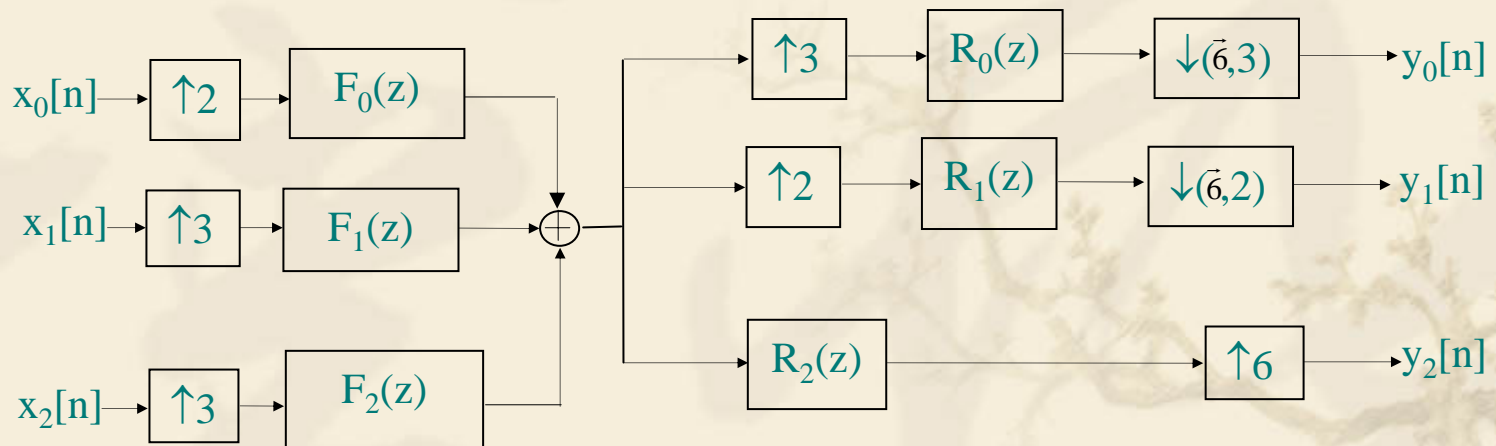 x₀[n] ↑2 F₀(z) ↑3 R₀(z) ↓(6⃗,3) y₀[n]
x₁[n] ↑3 F₁(z) + ↑2 R₁(z) ↓(6⃗,2) y₁[n]
x₂[n] ↑3 F₂(z) R₂(z) ↑6 y₂[n]